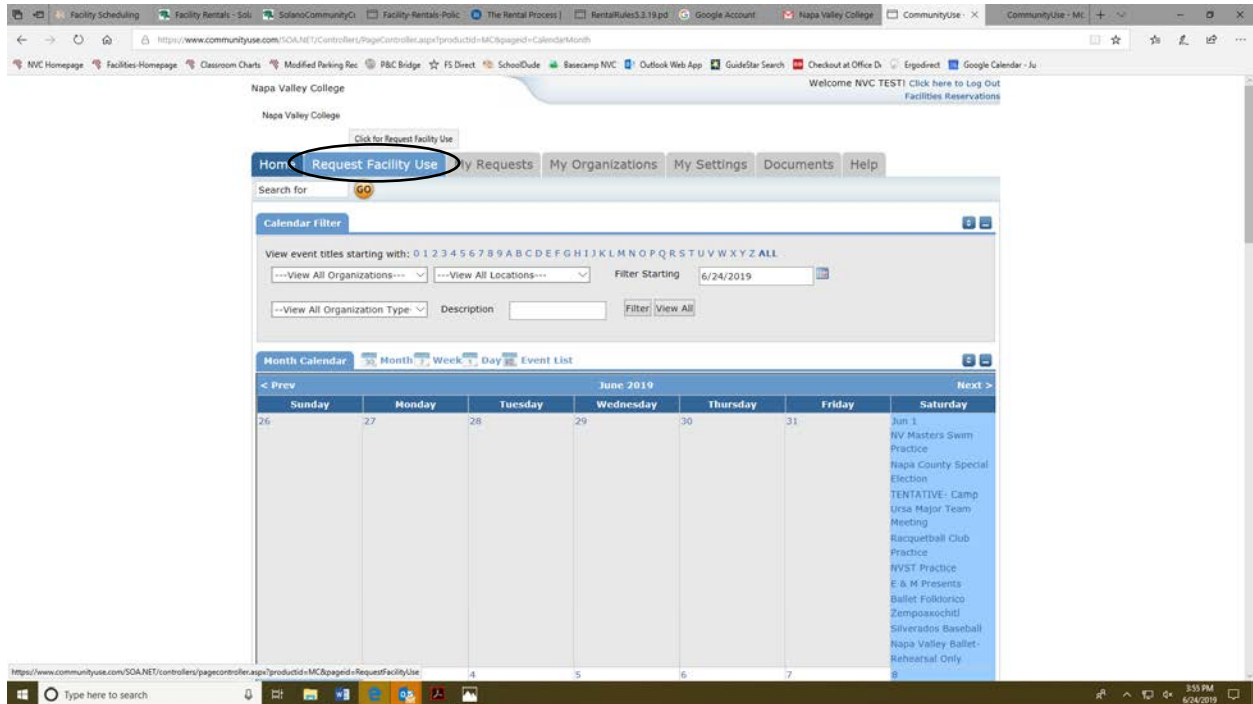 Facility Scheduling Facility Rentals - Sol: SolanoCommunityCi Facility-Rentals-Polic The Rental Process | RentalRules5.3.19.pd Google Account Napa Valley College CommunityUse - CommunityUse - MC
https://www.communityuse.com/SOA.NET/Controllers/PageController.aspx?productid=MC&pageid=CalendarMonth
NVC Homepage Facilities-Homepage Classroom Charts Modified Parking Rec P&C Bridge FS Direct SchoolDude Basecamp NVC Outlook Web App GuideStar Search Checkout at Office De Ergodirect Google Calendar - Ju
Napa Valley College
Welcome NVC TEST! Click here to Log Out
Facilities Reservations
Napa Valley College
Click for Request Facility Use
Home Request Facility Use My Requests My Organizations My Settings Documents Help
Search for GO
Calendar Filter
View event titles starting with: 0 1 2 3 4 5 6 7 8 9 A B C D E F G H I J K L M N O P Q R S T U V W X Y Z ALL
---View All Organizations--- ---View All Locations--- Filter Starting 6/24/2019
--View All Organization Type Description Filter View All
Month Calendar Month Week Day Event List
< Prev June 2019 Next >
Sunday Monday Tuesday Wednesday Thursday Friday Saturday
26 27 28 29 30 31 Jun 1
NV Masters Swim
Practice
Napa County Special
Election
TENTATIVE- Camp
Ursa Major Team
Meeting
Racquetball Club
Practice
NVST Practice
E & M Presents
Ballet Folklorico
Zempoaxochitl
Silverados Baseball
Napa Valley Ballet-
Rehearsal Only
4 5 6 7 8
https://www.communityuse.com/SOA.NET/controllers/pagecontroller.aspx?productid=MC&pageid=RequestFacilityUse
Type here to search
3:55 PM
6/24/2019